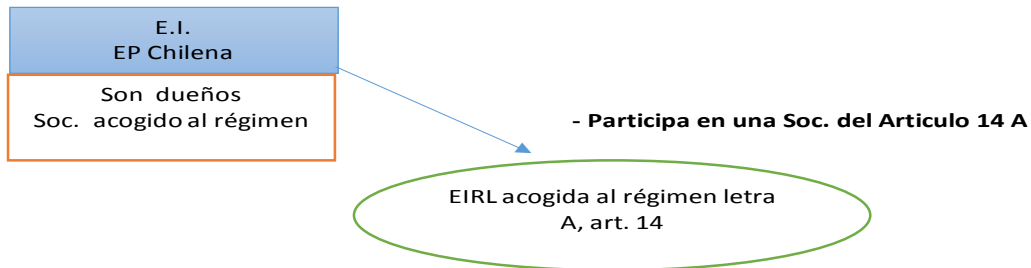 E.I.
EP Chilena
Son dueños
Soc. acogido al régimen
- Participa en una Soc. del Articulo 14 A
EIRL acogida al régimen letra
A, art. 14